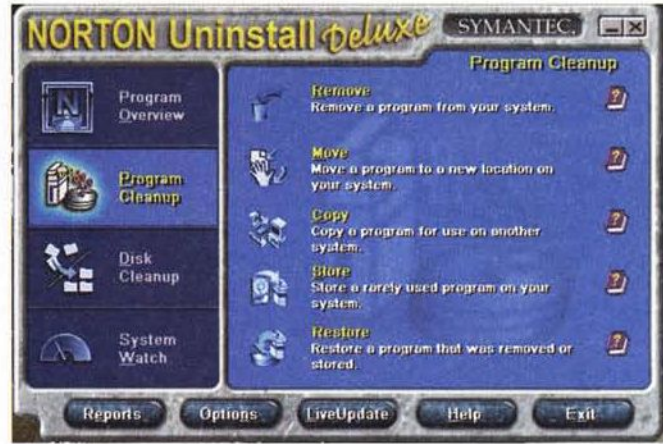 NORTON Uninstall Deluxe
SYMANTEC.
Program Cleanup
Program
Overview
Program
Cleanup
Disk
Cleanup
System
Watch
Remove
Remove a program from your system.
Move
Move a program to a new location on
your system.
Copy
Copy a program for use on another
system.
Store
Store a rarely used program on your
system.
Restore
Restore a program that was removed or
stored.
Reports
Options
LiveUpdate
Help
Exit